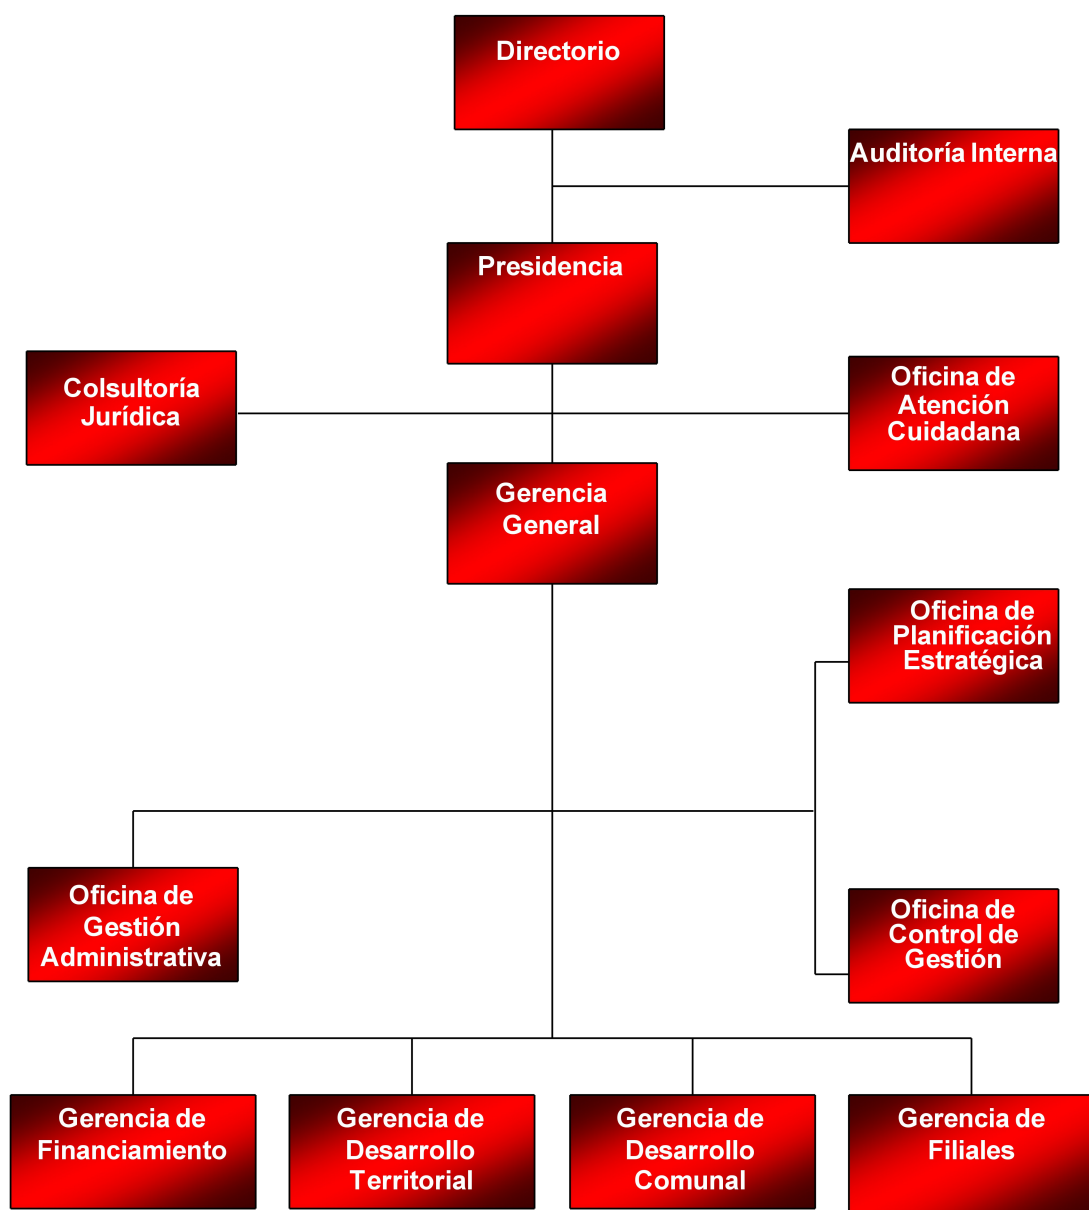 Directorio
Auditoría Interna
Presidencia
Colsultoría
Jurídica
Oficina de
Atención
Cuidadana
Gerencia
General
Oficina de
Planificación
Estratégica
Oficina de
Gestión
Administrativa
Oficina de
Control de
Gestión
Gerencia de
Financiamiento
Gerencia de
Desarrollo
Territorial
Gerencia de
Desarrollo
Comunal
Gerencia de
Filiales